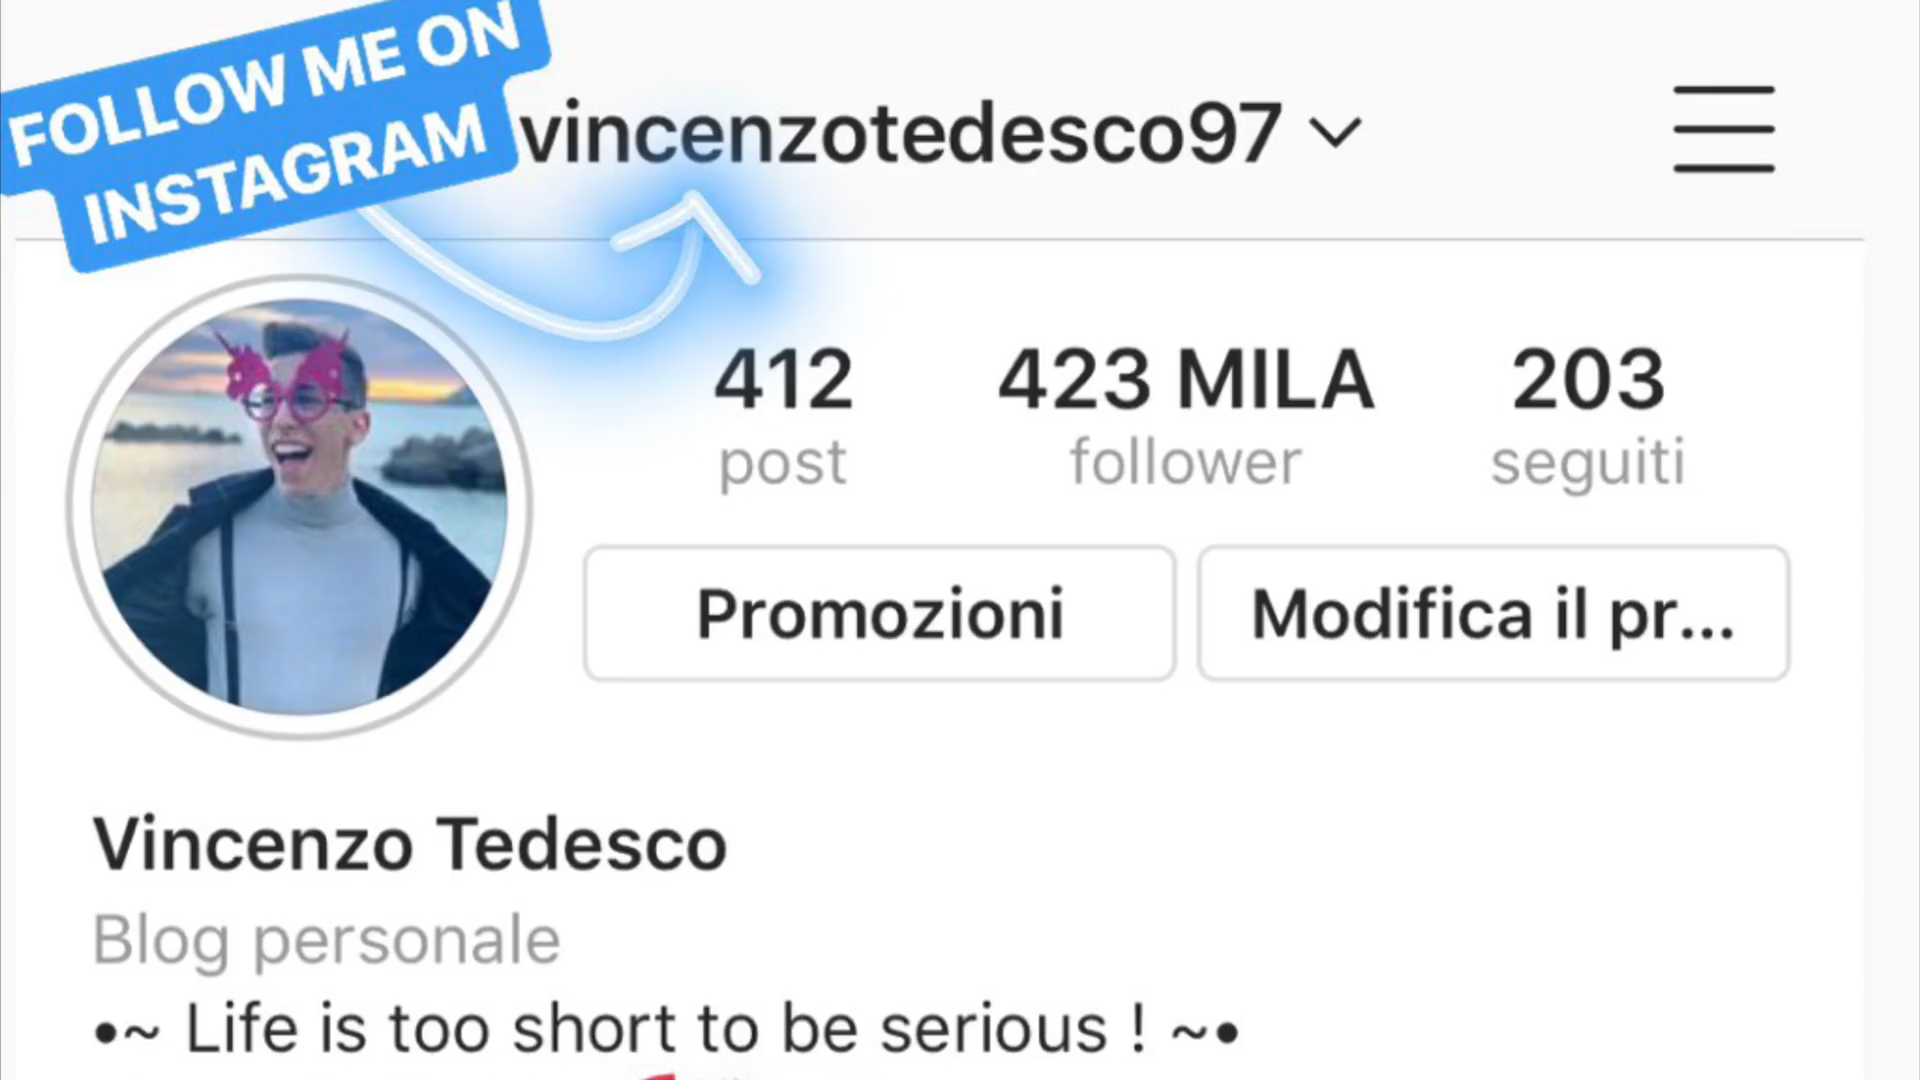 FOLLOW ME ON
INSTAGRAM
vincenzotedesco97
412
post
423 MILA
follower
203
seguiti
Promozioni
Modifica il pr...
Vincenzo Tedesco
Blog personale
•~ Life is too short to be serious ! ~•